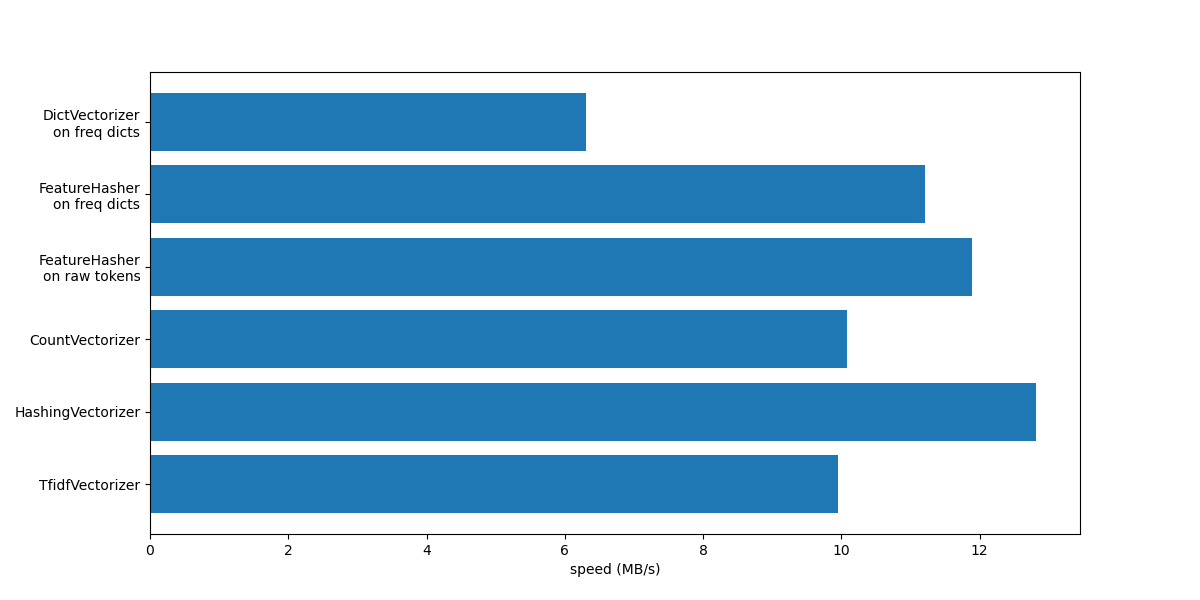 DictVectorizer
on freq dicts
FeatureHasher
on freq dicts
FeatureHasher
on raw tokens
CountVectorizer
HashingVectorizer
TfidfVectorizer
0 2 4 6 8 10 12
speed (MB/s)